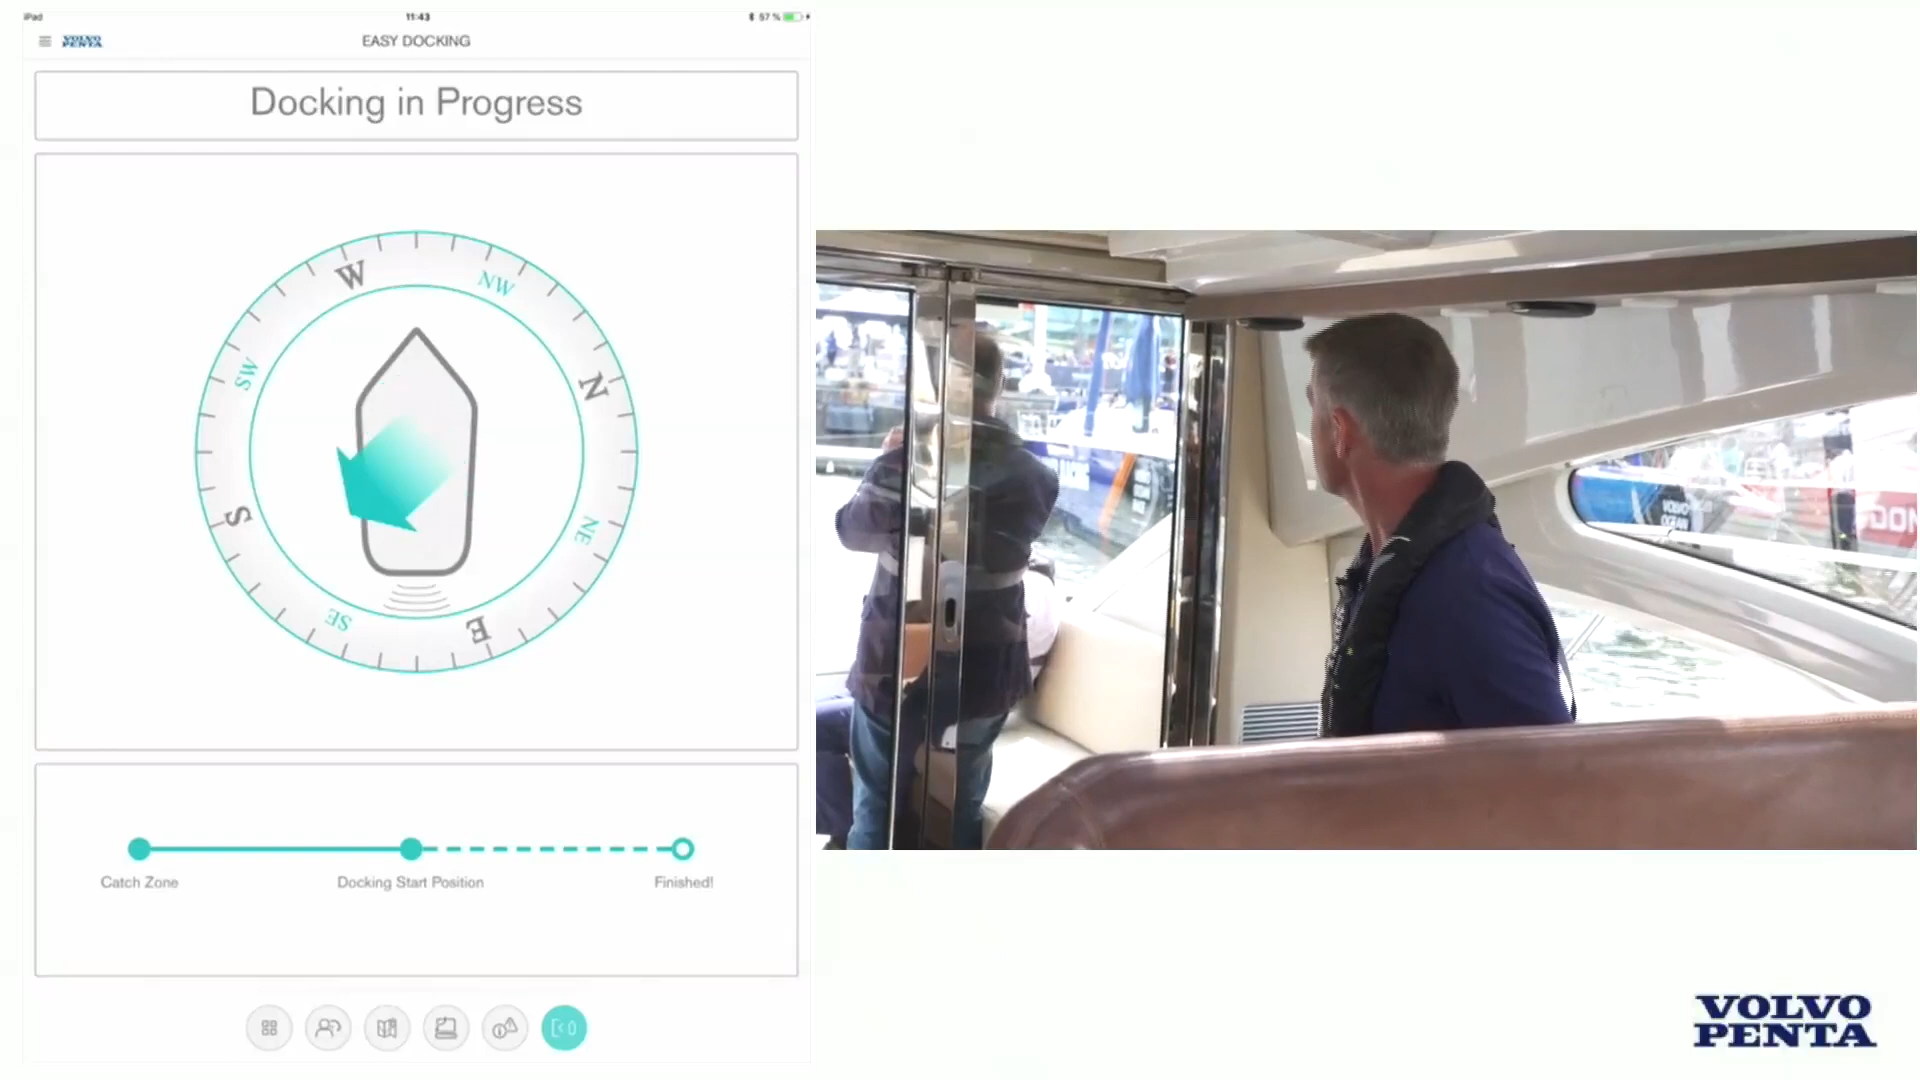 iPad
11:43
57 %
VOLVO
PENTA
EASY DOCKING
Docking in Progress
W
NW
SW
N
S
NE
SE
E
Catch Zone
Docking Start Position
Finished!
VOLVO
PENTA